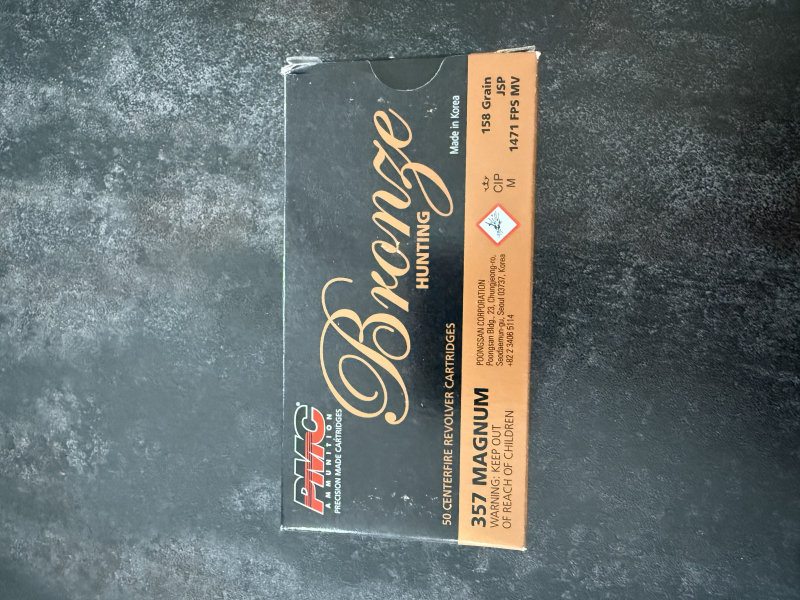 PMC®
AMMUNITION
PRECISION MADE CARTRIDGES
Bronze
HUNTING
Made in Korea
50 CENTERFIRE REVOLVER CARTRIDGES
357 MAGNUM
WARNING: KEEP OUT
OF REACH OF CHILDREN
POONGSAN CORPORATION
Poongsan Bldg., 23, Chungjeong-ro,
Seodaemun-gu, Seoul 03737, Korea
+82 2 3406 5114
CIP
M
158 Grain
JSP
1471 FPS MV